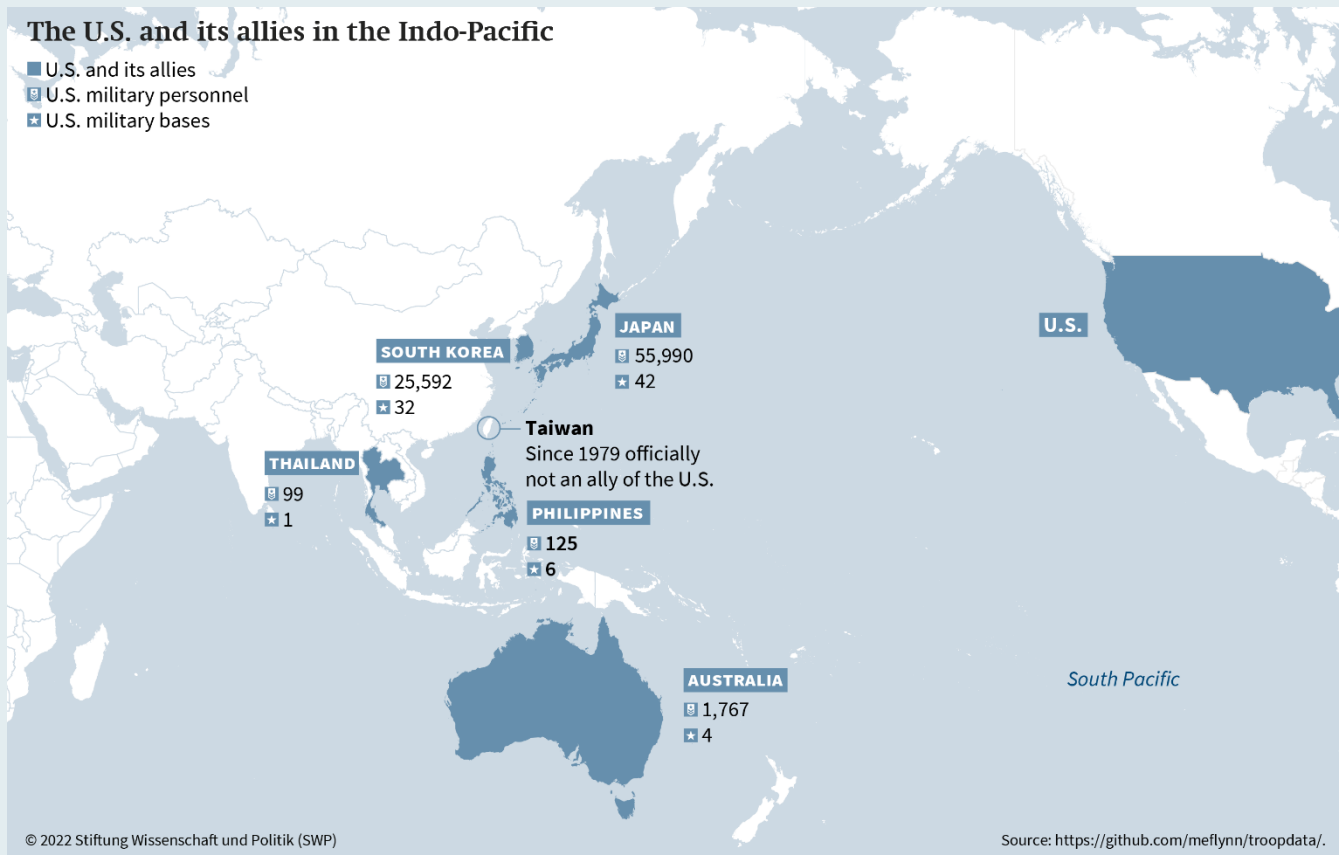 The U.S. and its allies in the Indo-Pacific
U.S. and its allies
U.S. military personnel
U.S. military bases
JAPAN
55,990
42
U.S.
SOUTH KOREA
25,592
32
Taiwan
Since 1979 officially
not an ally of the U.S.
THAILAND
99
1
PHILIPPINES
125
6
AUSTRALIA
1,767
4
South Pacific
© 2022 Stiftung Wissenschaft und Politik (SWP)
Source: https://github.com/meflynn/troopdata/.